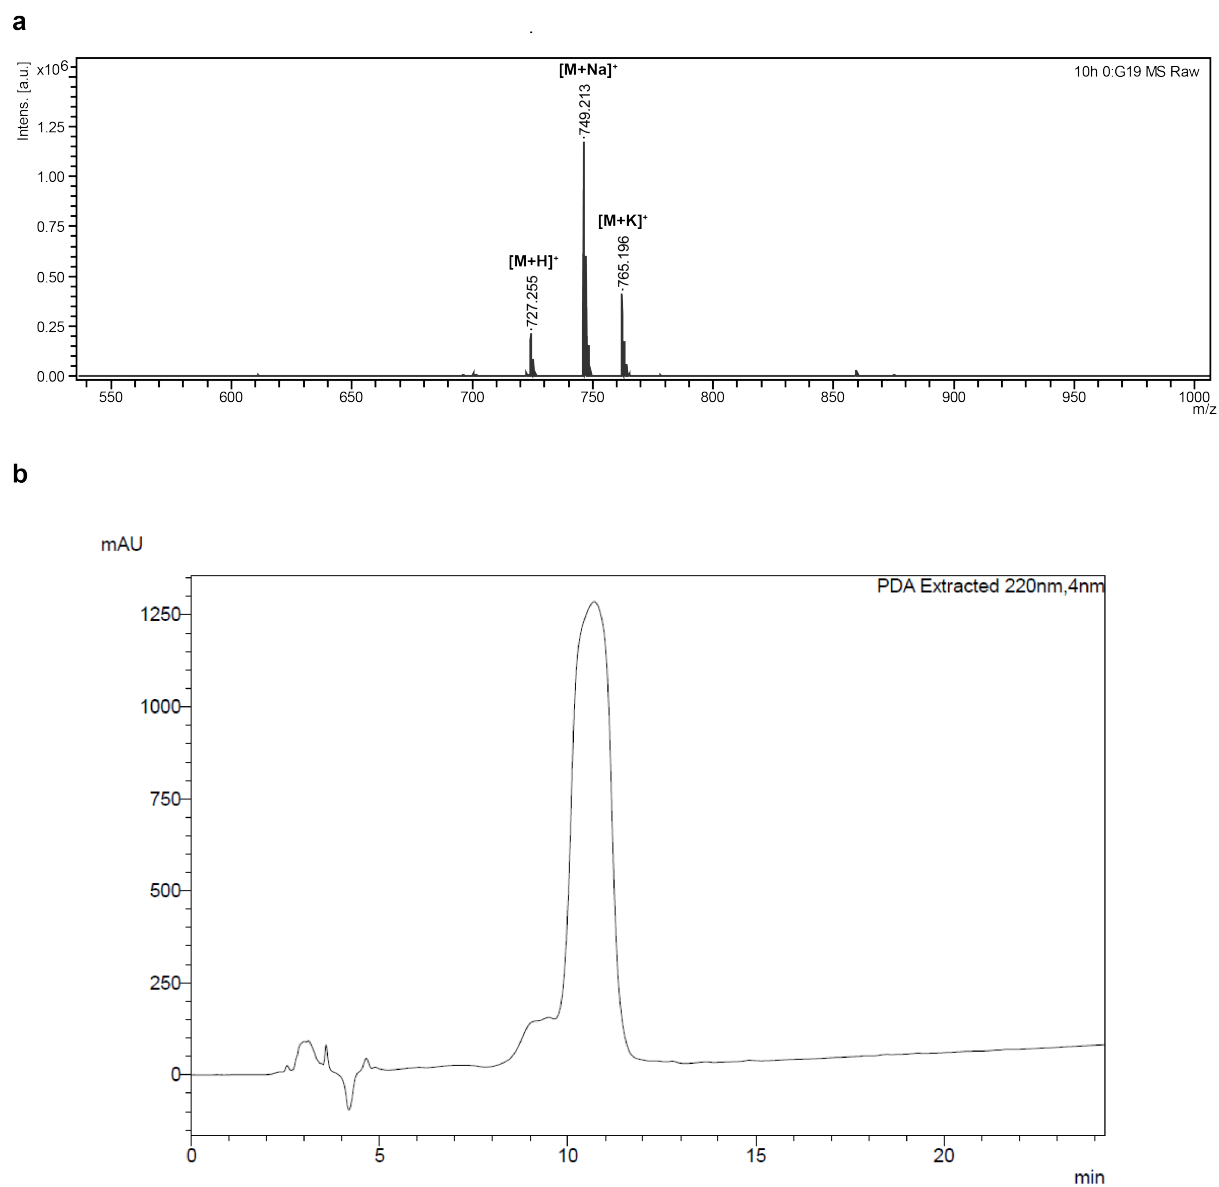 a
Intens. [a.u.]
x10⁶
10h 0:G19 MS Raw
[M+Na]⁺
749.213
[M+K]⁺
765.196
[M+H]⁺
727.255
1.25
1.00
0.75
0.50
0.25
0.00
550 600 650 700 750 800 850 900 950 1000
m/z
b
mAU
PDA Extracted 220nm,4nm
1250
1000
750
500
250
0
0 5 10 15 20
min